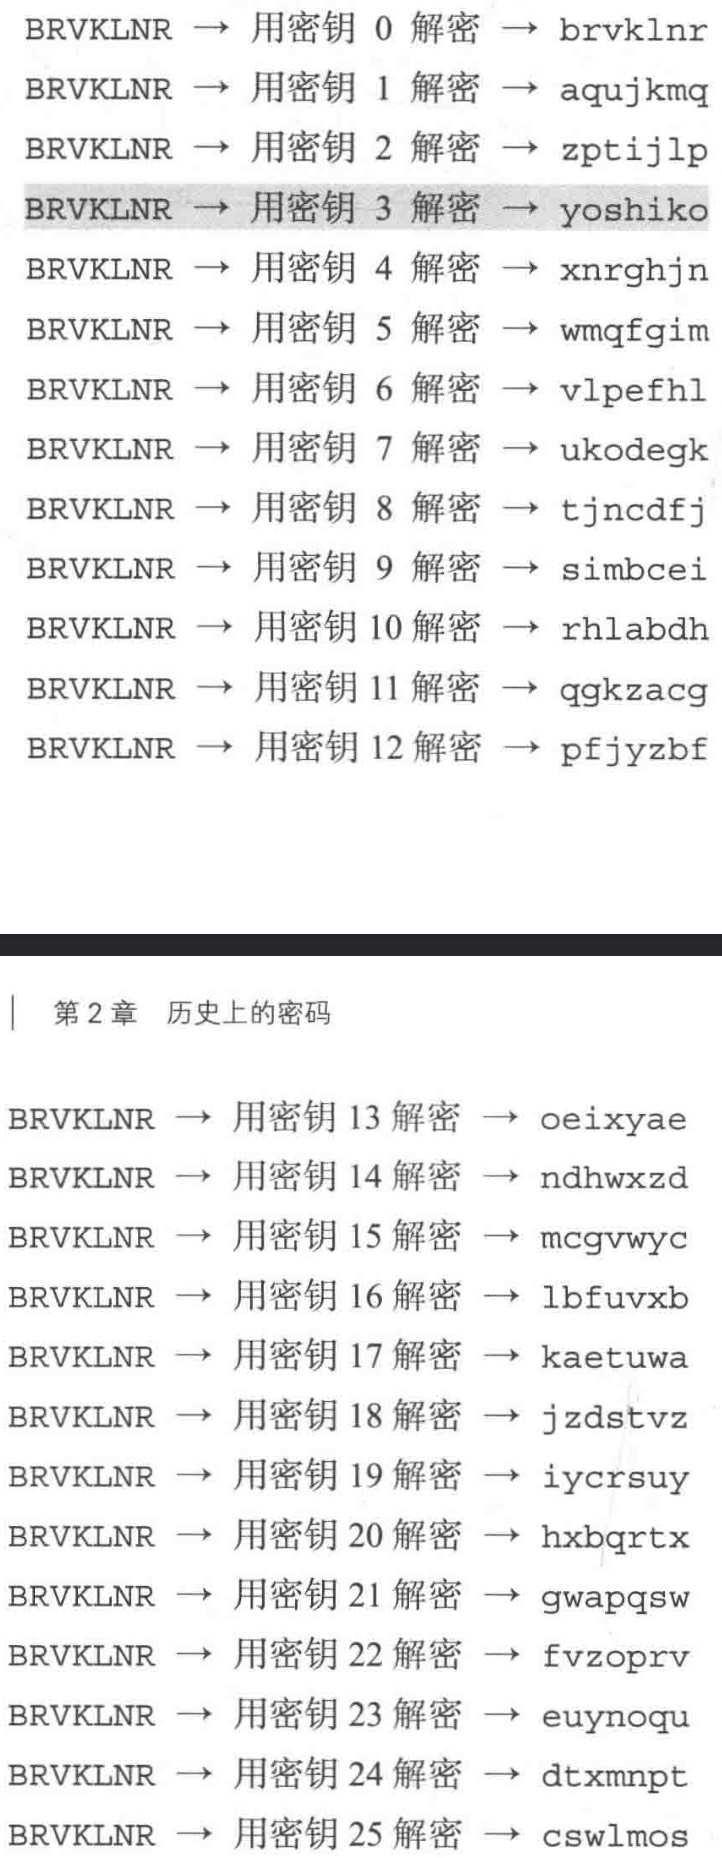 BRVKLNR → 用密钥 0 解密 → brvklnr
BRVKLNR → 用密钥 1 解密 → aqujkmq
BRVKLNR → 用密钥 2 解密 → zptijlp
BRVKLNR → 用密钥 3 解密 → yoshiko
BRVKLNR → 用密钥 4 解密 → xnrghjn
BRVKLNR → 用密钥 5 解密 → wmqfgim
BRVKLNR → 用密钥 6 解密 → vlpefhl
BRVKLNR → 用密钥 7 解密 → ukodegk
BRVKLNR → 用密钥 8 解密 → tjncdfj
BRVKLNR → 用密钥 9 解密 → simbcei
BRVKLNR → 用密钥 10 解密 → rhlabdh
BRVKLNR → 用密钥 11 解密 → qgkzacg
BRVKLNR → 用密钥 12 解密 → pfjyzbf
第 2 章 历史上的密码
BRVKLNR → 用密钥 13 解密 → oeixyae
BRVKLNR → 用密钥 14 解密 → ndhwxzd
BRVKLNR → 用密钥 15 解密 → mcgvwyc
BRVKLNR → 用密钥 16 解密 → lbfuvxb
BRVKLNR → 用密钥 17 解密 → kaetuwa
BRVKLNR → 用密钥 18 解密 → jzdstvz
BRVKLNR → 用密钥 19 解密 → iycrsuy
BRVKLNR → 用密钥 20 解密 → hxbqrtx
BRVKLNR → 用密钥 21 解密 → gwapqsw
BRVKLNR → 用密钥 22 解密 → fvzoprv
BRVKLNR → 用密钥 23 解密 → euynoqu
BRVKLNR → 用密钥 24 解密 → dtxmnpt
BRVKLNR → 用密钥 25 解密 → cswlmos